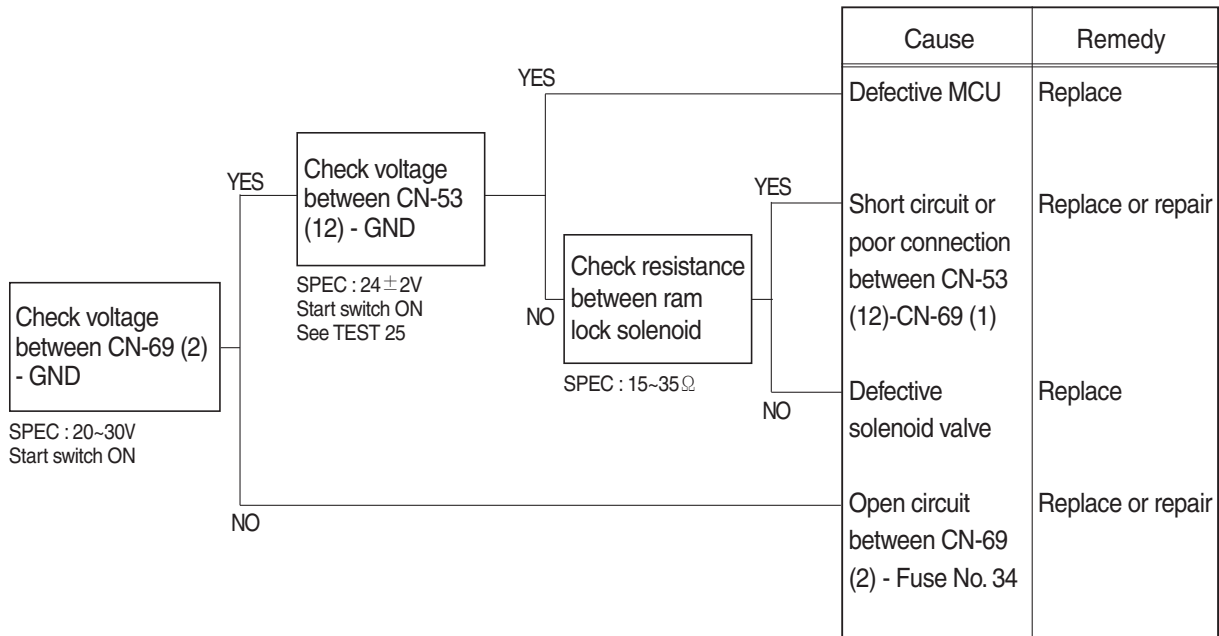 Cause
Remedy
YES
Defective MCU
Replace
Check voltage
between CN-53
(12) - GND
YES
SPEC : 24±2V
Start switch ON
See TEST 25
YES
Short circuit or
poor connection
between CN-53
(12)-CN-69 (1)
Replace or repair
Check resistance
between ram
lock solenoid
NO
SPEC : 15~35Ω
Check voltage
between CN-69 (2)
- GND
SPEC : 20~30V
Start switch ON
NO
Defective
solenoid valve
Replace
NO
Open circuit
between CN-69
(2) - Fuse No. 34
Replace or repair